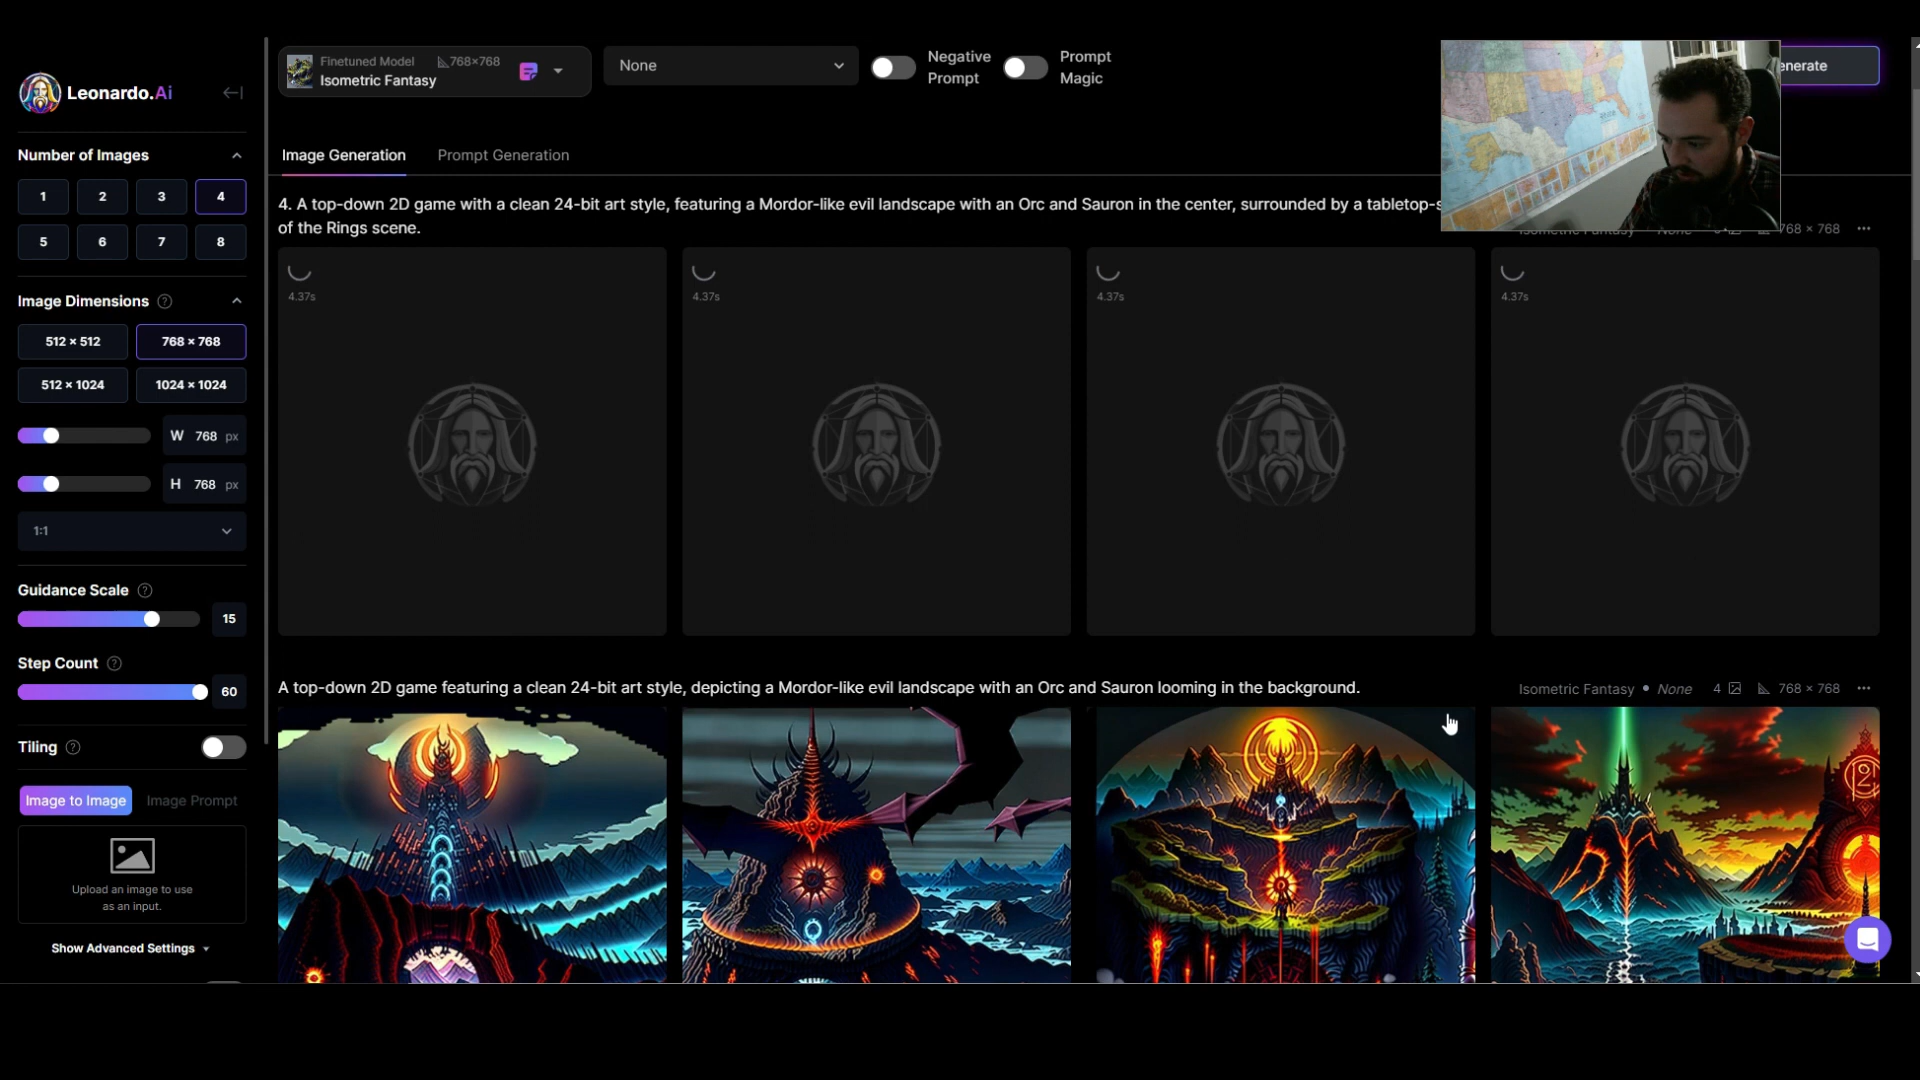 Leonardo.Ai
Number of Images
1 2 3 4
5 6 7 8
Image Dimensions
512 × 512 768 × 768
512 × 1024 1024 × 1024
W 768 px
H 768 px
1:1
Guidance Scale
15
Step Count
60
Tiling
Image to Image Image Prompt
Upload an image to use
as an input.
Show Advanced Settings
Finetuned Model 768×768
Isometric Fantasy
None
Negative
Prompt
Prompt
Magic
enerate
Image Generation Prompt Generation
4. A top-down 2D game with a clean 24-bit art style, featuring a Mordor-like evil landscape with an Orc and Sauron in the center, surrounded by a tabletop-s
of the Rings scene.
Isometric Fantasy • None 768 × 768
4.37s 4.37s 4.37s 4.37s
A top-down 2D game featuring a clean 24-bit art style, depicting a Mordor-like evil landscape with an Orc and Sauron looming in the background.
Isometric Fantasy • None 4 768 × 768